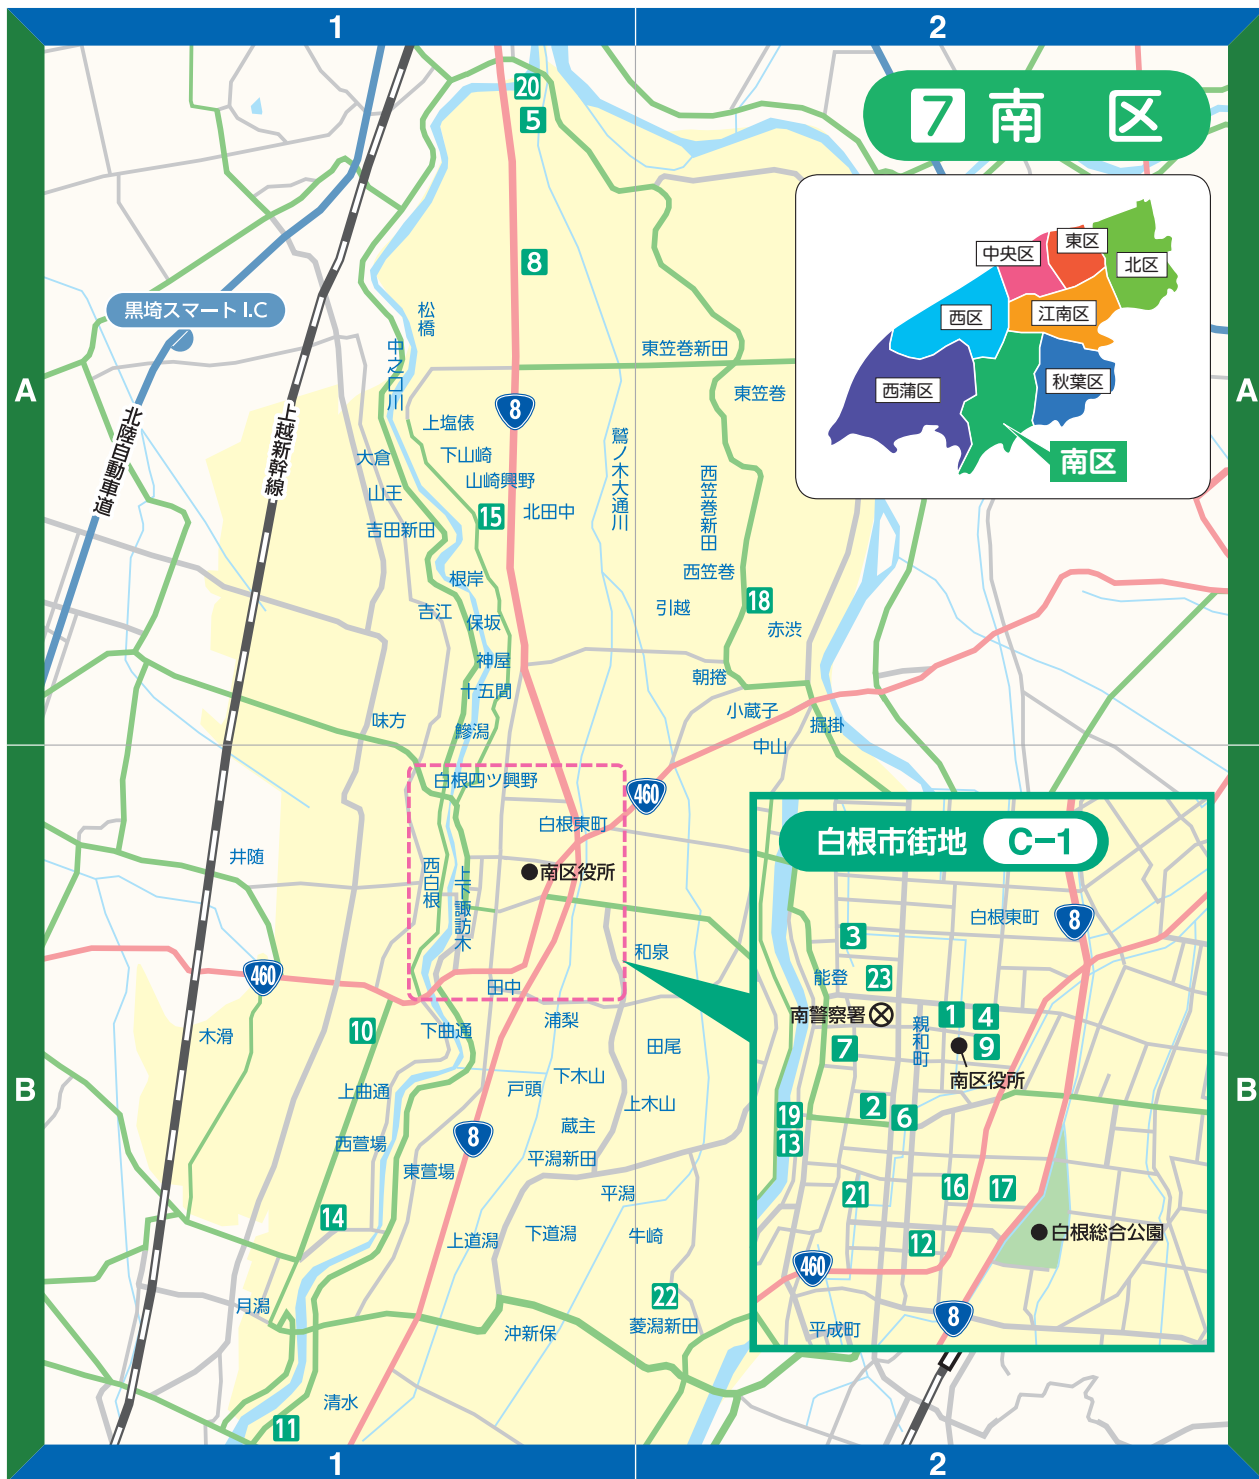 1
2
A
A
B
B
1
2
7 南 区
中央区
東区
北区
西区
江南区
西蒲区
秋葉区
南区
20
5
8
黒埼スマートI.C
松橋
中之口川
東笠巻新田
東笠巻
北陸自動車道
上越新幹線
8
上塩俵
下山崎
山崎興野
大倉
山王
吉田新田
15
北田中
鷲ノ木大通川
西笠巻新田
西笠巻
18
引越
赤渋
根岸
吉江
保坂
神屋
十五間
朝捲
小蔵子
掘掛
中山
味方
鯵潟
白根四ツ興野
460
白根東町
井随
西白根
上下諏訪木
南区役所
和泉
460
田中
10
下曲通
浦梨
木滑
田尾
上曲通
戸頭
下木山
上木山
蔵主
8
西萱場
東萱場
平潟新田
平潟
14
上道潟
下道潟
牛崎
月潟
22
沖新保
菱潟新田
清水
11
白根市街地 C-1
白根東町
8
3
能登
23
南警察署
親和町
1
4
7
9
南区役所
2
6
19
13
21
16
17
12
白根総合公園
460
8
平成町